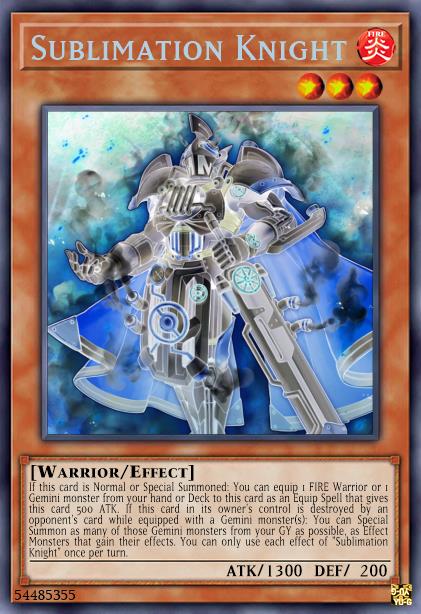 SUBLIMATION KNIGHT
FIRE
炎
[WARRIOR/EFFECT]
If this card is Normal or Special Summoned: You can equip 1 FIRE Warrior or 1
Gemini monster from your hand or Deck to this card as an Equip Spell that gives
this card 500 ATK. If this card in its owner's control is destroyed by an
opponent's card while equipped with a Gemini monster(s): You can Special
Summon as many of those Gemini monsters from your GY as possible, as Effect
Monsters that gain their effects. You can only use each effect of "Sublimation
Knight" once per turn.
ATK/1300 DEF/ 200
54485355